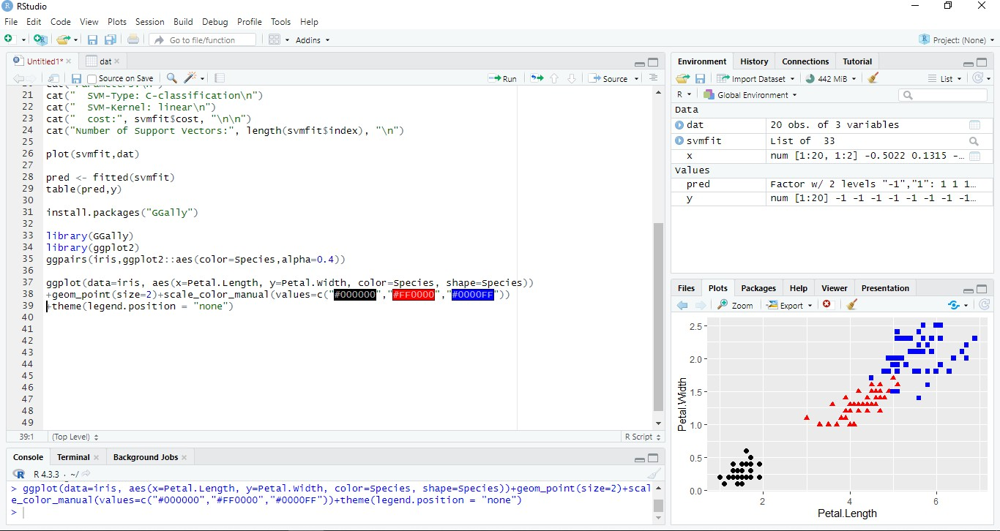 RStudio
File Edit Code View Plots Session Build Debug Profile Tools Help
Go to file/function Addins Project: (None)
Untitled1* dat
Source on Save Run Source
21 cat("  SVM-Type: C-classification\n")
22 cat("  SVM-Kernel: linear\n")
23 cat("  cost:", svmfit$cost, "\n\n")
24 cat("Number of Support Vectors:", length(svmfit$index), "\n")
25
26 plot(svmfit,dat)
27
28 pred <- fitted(svmfit)
29 table(pred,y)
30
31 install.packages("GGally")
32
33 library(GGally)
34 library(ggplot2)
35 ggpairs(iris,ggplot2::aes(color=Species,alpha=0.4))
36
37 ggplot(data=iris, aes(x=Petal.Length, y=Petal.Width, color=Species, shape=Species))
38 +geom_point(size=2)+scale_color_manual(values=c("#000000","#FF0000","#0000FF"))
39 +theme(legend.position = "none")
40
41
42
43
44
45
46
47
48
49
39:1 (Top Level) R Script
Console Terminal Background Jobs
R 4.3.3 · ~/
> ggplot(data=iris, aes(x=Petal.Length, y=Petal.Width, color=Species, shape=Species))+geom_point(size=2)+scal
e_color_manual(values=c("#000000","#FF0000","#0000FF"))+theme(legend.position = "none")
>
Environment History Connections Tutorial
Import Dataset 442 MiB List
R Global Environment
Data
dat 20 obs. of 3 variables
svmfit List of 33
x num [1:20, 1:2] -0.5022 0.1315 -…
Values
pred Factor w/ 2 levels "-1","1": 1 1 1…
y num [1:20] -1 -1 -1 -1 -1 -1 -1 -1…
Files Plots Packages Help Viewer Presentation
Zoom Export
2.5
2.0
1.5
1.0
0.5
0.0
Petal.Width
2 4 6
Petal.Length